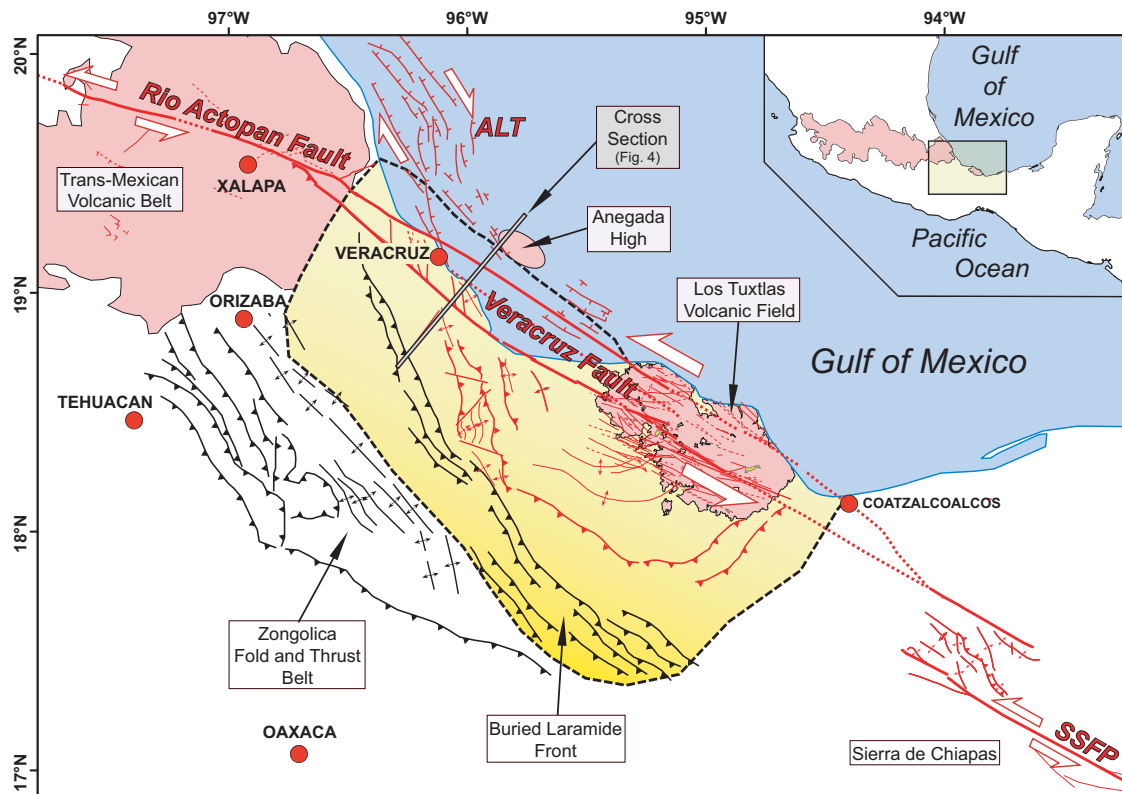 97°W
96°W
95°W
94°W
20°N
19°N
18°N
17°N
Rio Actopan Fault
ALT
Cross
Section
(Fig. 4)
Gulf
of
Mexico
Pacific
Ocean
XALAPA
Trans-Mexican
Volcanic Belt
Anegada
High
VERACRUZ
ORIZABA
Los Tuxtlas
Volcanic Field
Veracruz Fault
Gulf of Mexico
TEHUACAN
COATZALCOALCOS
Zongolica
Fold and Thrust
Belt
Buried Laramide
Front
OAXACA
Sierra de Chiapas
SSFP